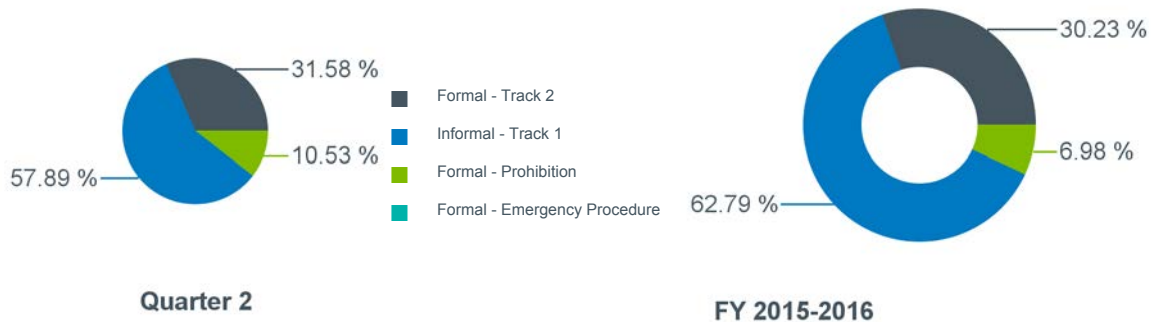 31.58 %
10.53 %
57.89 %
Quarter 2
Formal - Track 2
Informal - Track 1
Formal - Prohibition
Formal - Emergency Procedure
30.23 %
6.98 %
62.79 %
FY 2015-2016